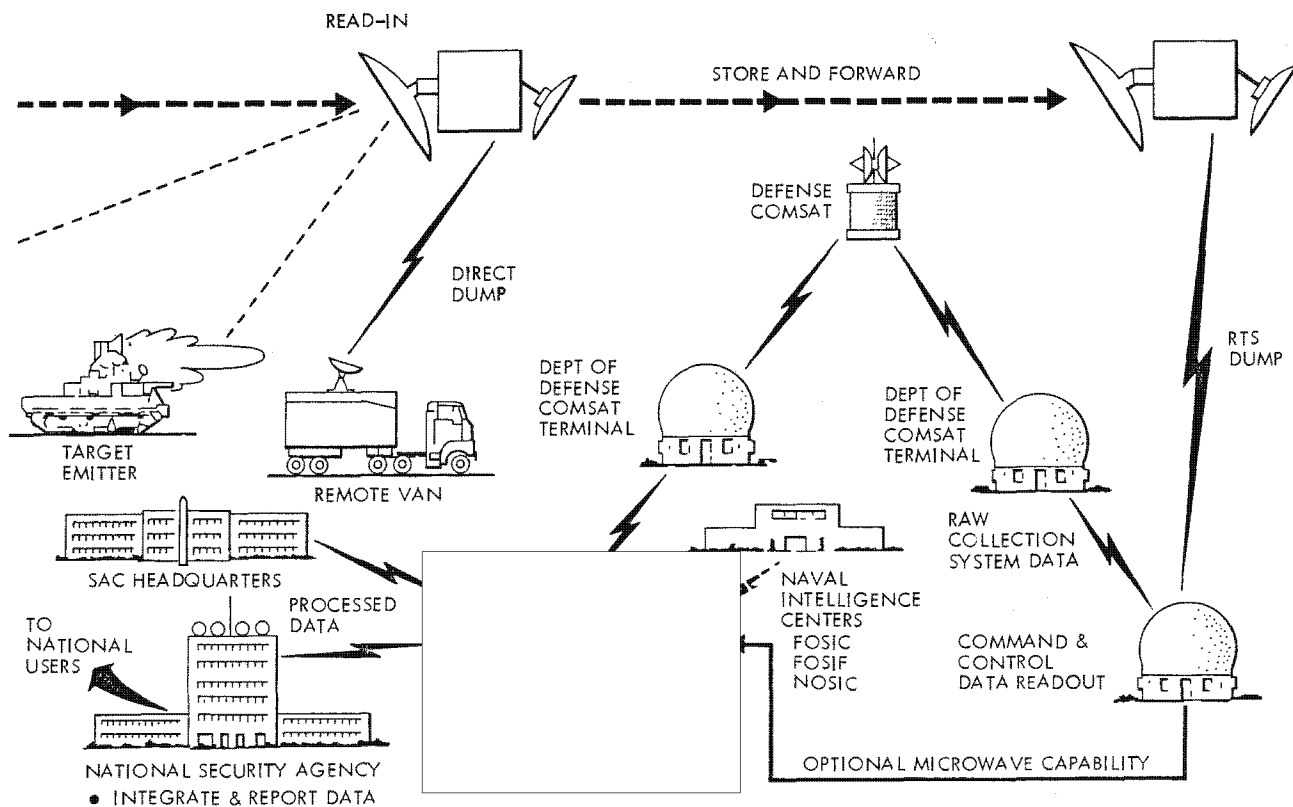 READ-IN
STORE AND FORWARD
DEFENSE
COMSAT
DIRECT
DUMP
RTS
DUMP
DEPT OF
DEFENSE
COMSAT
TERMINAL
DEPT OF
DEFENSE
COMSAT
TERMINAL
TARGET
EMITTER
REMOTE VAN
RAW
COLLECTION
SYSTEM DATA
SAC HEADQUARTERS
NAVAL
INTELLIGENCE
CENTERS
FOSIC
FOSIF
NOSIC
PROCESSED
DATA
TO
NATIONAL
USERS
COMMAND &
CONTROL
DATA READOUT
OPTIONAL MICROWAVE CAPABILITY
NATIONAL SECURITY AGENCY
• INTEGRATE & REPORT DATA